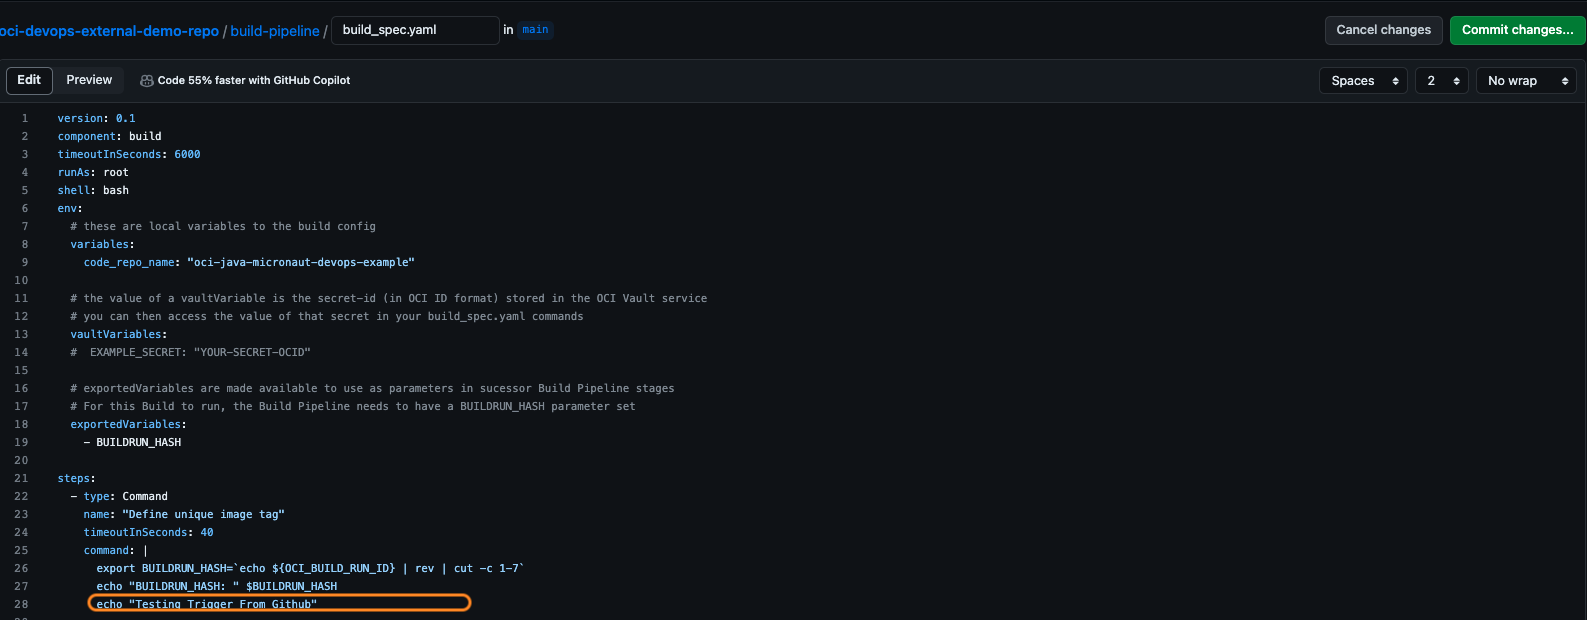 oci-devops-external-demo-repo / build-pipeline / build_spec.yaml in main Cancel changes Commit changes...
Edit Preview Code 55% faster with GitHub Copilot Spaces 2 No wrap
1 version: 0.1
2 component: build
3 timeoutInSeconds: 6000
4 runAs: root
5 shell: bash
6 env:
7 # these are local variables to the build config
8 variables:
9 code_repo_name: "oci-java-micronaut-devops-example"
10
11 # the value of a vaultVariable is the secret-id (in OCI ID format) stored in the OCI Vault service
12 # you can then access the value of that secret in your build_spec.yaml commands
13 vaultVariables:
14 #  EXAMPLE_SECRET: "YOUR-SECRET-OCID"
15
16 # exportedVariables are made available to use as parameters in sucessor Build Pipeline stages
17 # For this Build to run, the Build Pipeline needs to have a BUILDRUN_HASH parameter set
18 exportedVariables:
19 - BUILDRUN_HASH
20
21 steps:
22 - type: Command
23 name: "Define unique image tag"
24 timeoutInSeconds: 40
25 command: |
26 export BUILDRUN_HASH=`echo ${OCI_BUILD_RUN_ID} | rev | cut -c 1-7`
27 echo "BUILDRUN_HASH: " $BUILDRUN_HASH
28 echo "Testing Trigger From Github"